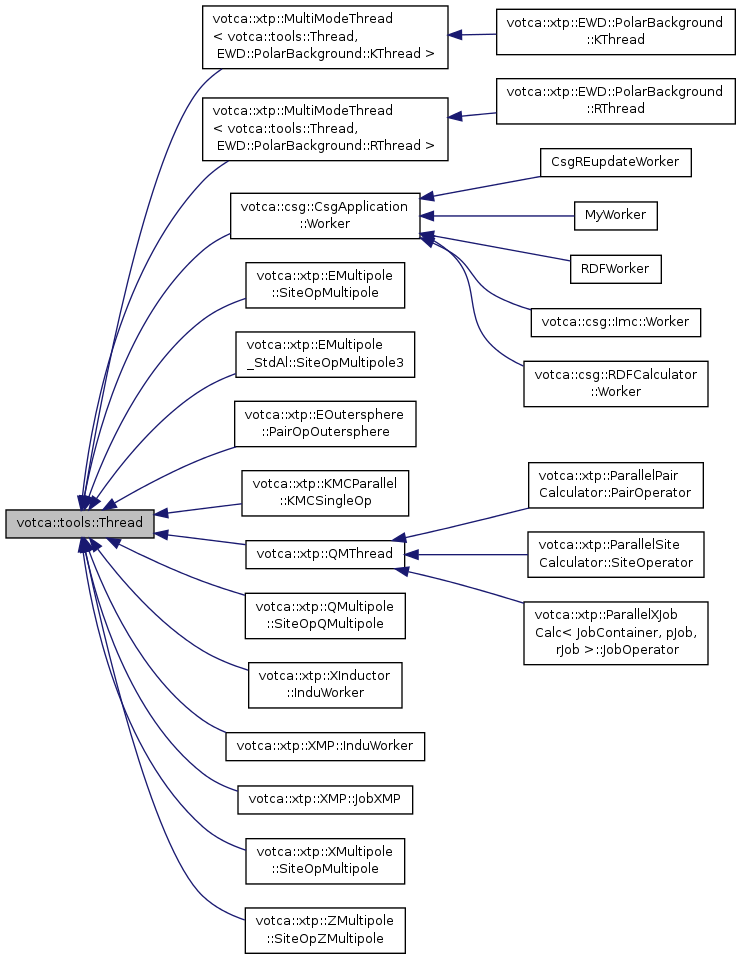 votca::tools::Thread
votca::xtp::MultiModeThread
< votca::tools::Thread,
EWD::PolarBackground::KThread >
votca::xtp::EWD::PolarBackground
::KThread
votca::xtp::MultiModeThread
< votca::tools::Thread,
EWD::PolarBackground::RThread >
votca::xtp::EWD::PolarBackground
::RThread
votca::csg::CsgApplication
::Worker
CsgREupdateWorker
MyWorker
RDFWorker
votca::csg::Imc::Worker
votca::csg::RDFCalculator
::Worker
votca::xtp::EMultipole
::SiteOpMultipole
votca::xtp::EMultipole
_StdAl::SiteOpMultipole3
votca::xtp::EOutersphere
::PairOpOutersphere
votca::xtp::KMCParallel
::KMCSingleOp
votca::xtp::QMThread
votca::xtp::ParallelPair
Calculator::PairOperator
votca::xtp::ParallelSite
Calculator::SiteOperator
votca::xtp::ParallelXJob
Calc< JobContainer, pJob,
rJob >::JobOperator
votca::xtp::QMultipole
::SiteOpQMultipole
votca::xtp::XInductor
::InduWorker
votca::xtp::XMP::InduWorker
votca::xtp::XMP::JobXMP
votca::xtp::XMultipole
::SiteOpMultipole
votca::xtp::ZMultipole
::SiteOpZMultipole